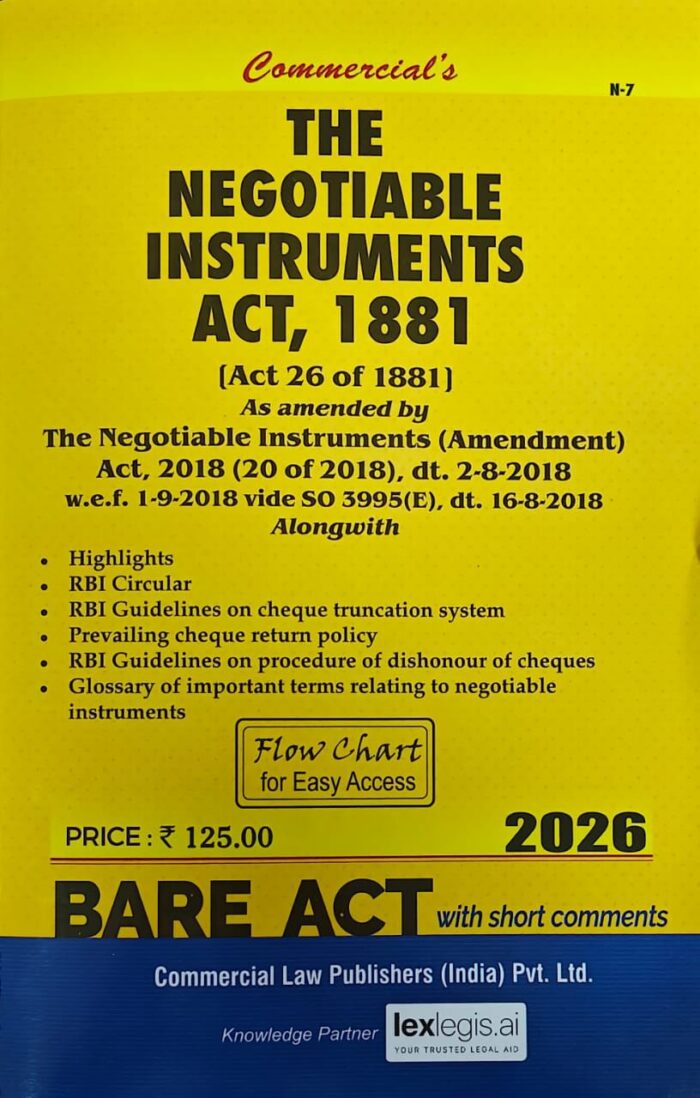 Commercial's
N-7
THE
NEGOTIABLE
INSTRUMENTS
ACT, 1881
(Act 26 of 1881)
As amended by
The Negotiable Instruments (Amendment)
Act, 2018 (20 of 2018), dt. 2-8-2018
w.e.f. 1-9-2018 vide SO 3995(E), dt. 16-8-2018
Alongwith
• Highlights
• RBI Circular
• RBI Guidelines on cheque truncation system
• Prevailing cheque return policy
• RBI Guidelines on procedure of dishonour of cheques
• Glossary of important terms relating to negotiable
instruments
Flow Chart
for Easy Access
PRICE : ₹ 125.00
2026
BARE ACT with short comments
Commercial Law Publishers (India) Pvt. Ltd.
Knowledge Partner lexlegis.ai
YOUR TRUSTED LEGAL AID